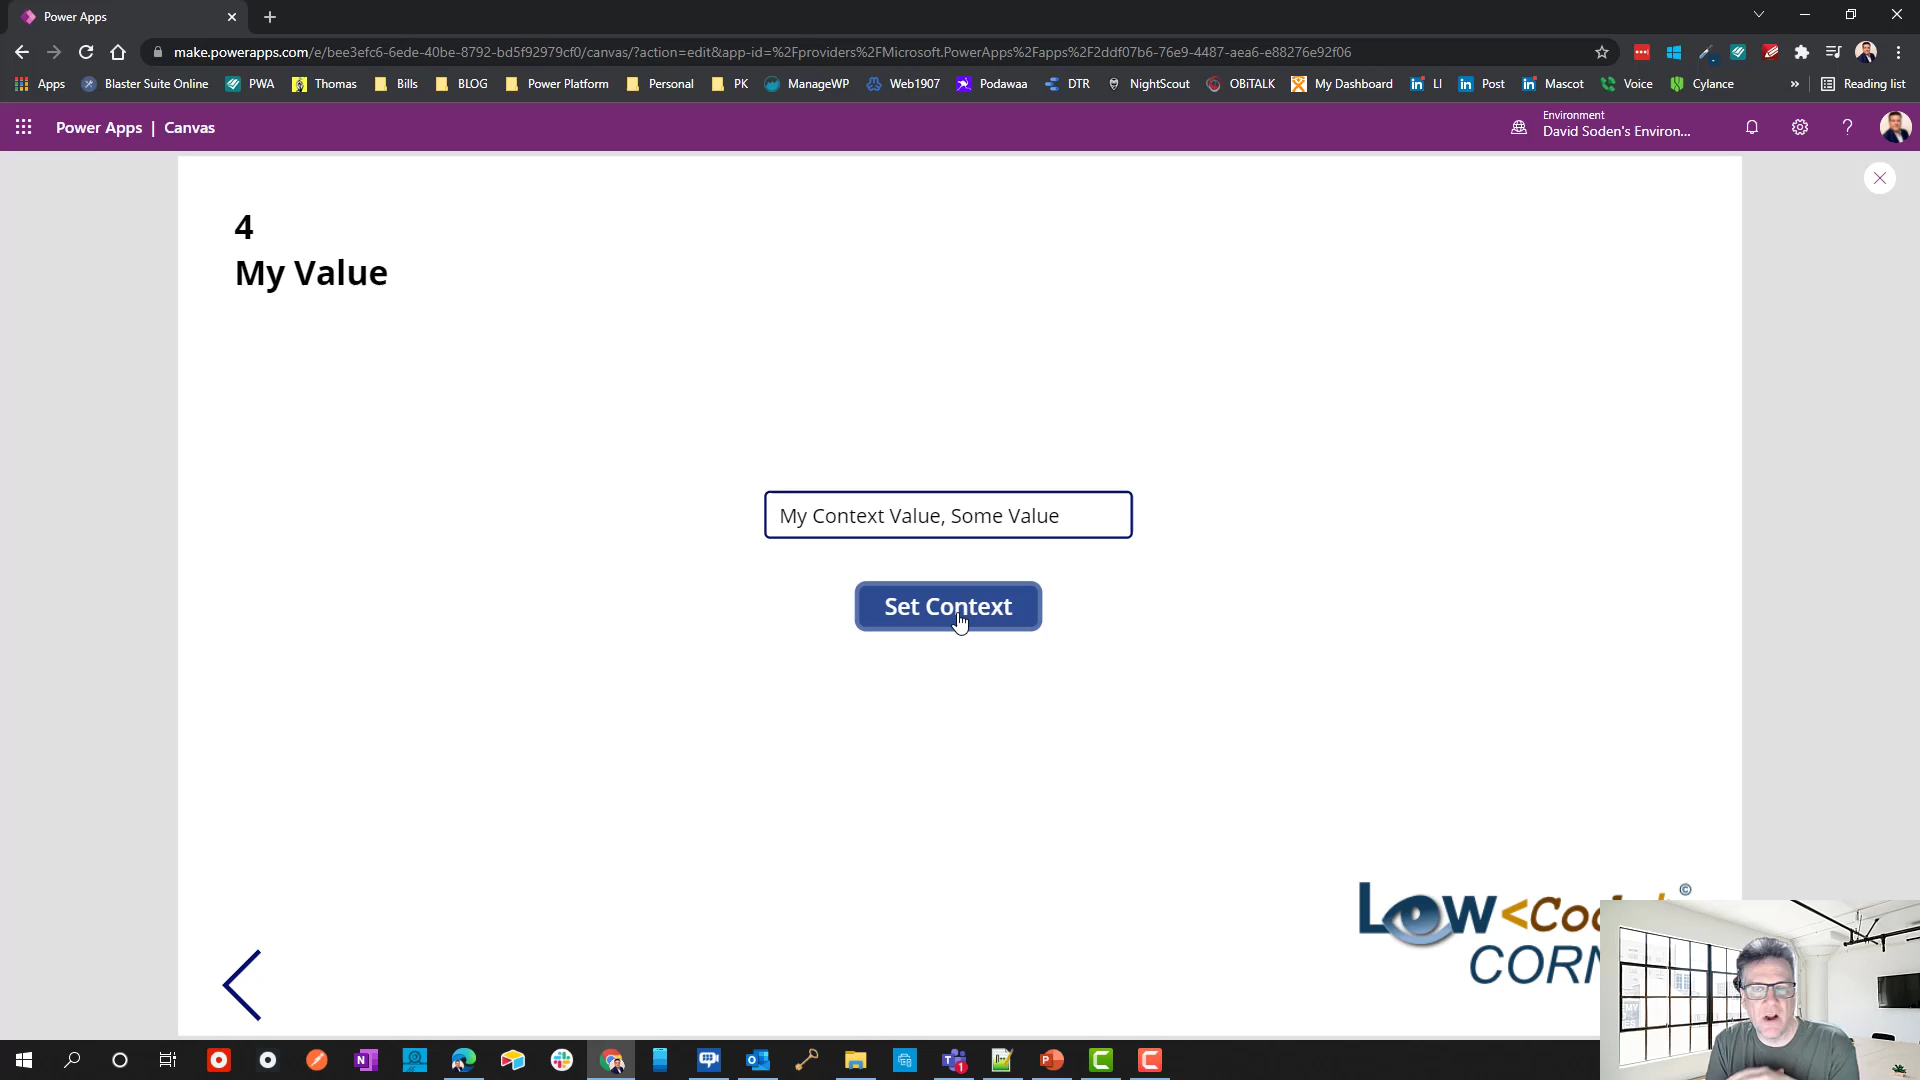 Power Apps
make.powerapps.com/e/bee3efc6-6ede-40be-8792-bd5f92979cf0/canvas/?action=edit&app-id=%2Fproviders%2FMicrosoft.PowerApps%2Fapps%2F2ddf07b6-76e9-4487-aea6-e88276e92f06
Apps Blaster Suite Online PWA Thomas Bills BLOG Power Platform Personal PK ManageWP Web1907 Podawaa DTR NightScout OBiTALK My Dashboard LI Post Mascot Voice Cylance » Reading list
Power Apps | Canvas
Environment
David Soden's Environ...
4
My Value
My Context Value, Some Value
Set Context
LOW <Cod
CORN